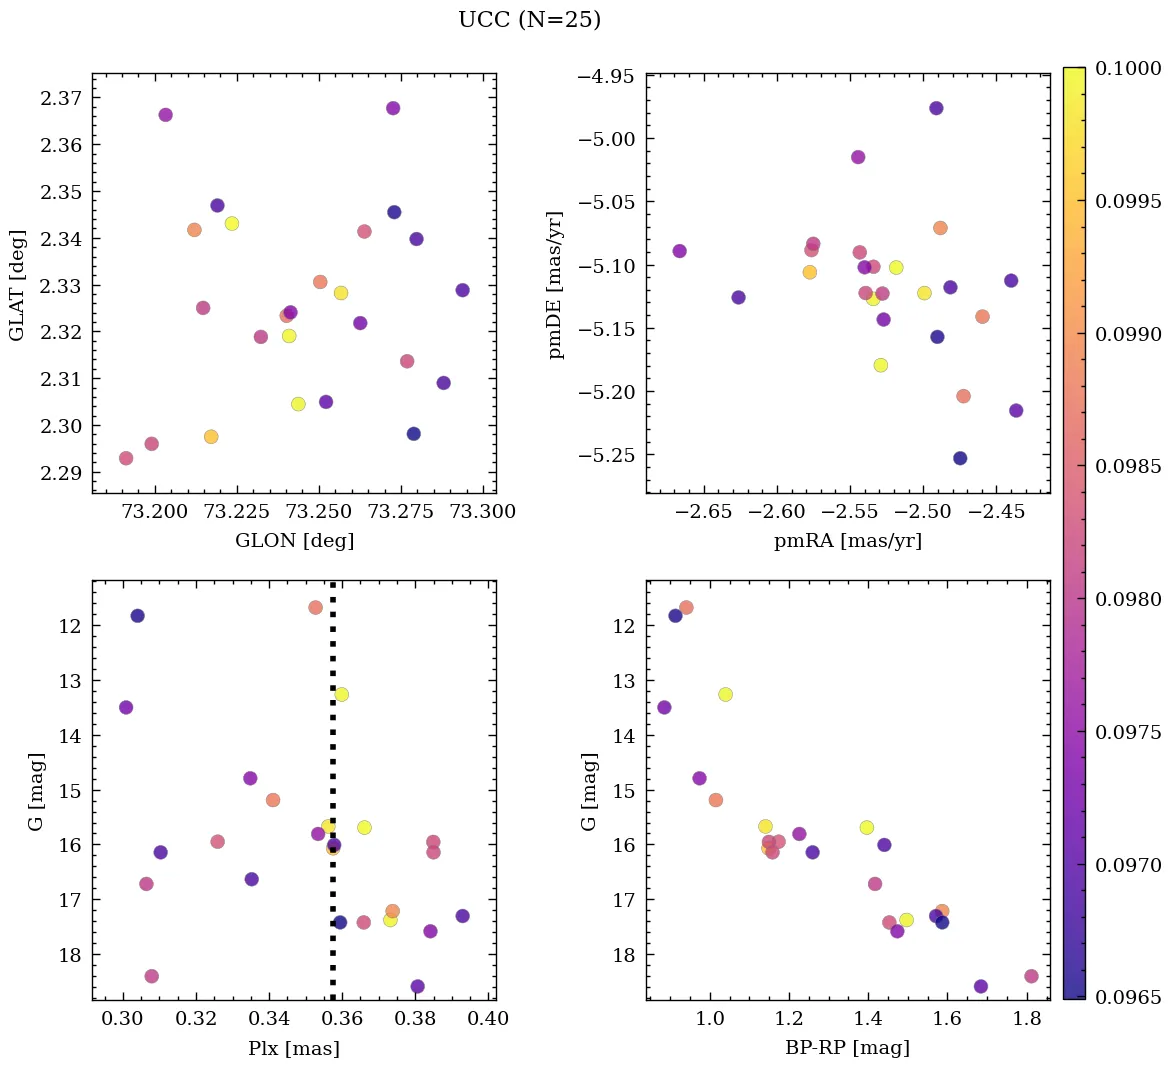 UCC (N=25)
2.37
2.36
2.35
2.34
2.33
2.32
2.31
2.30
2.29
GLAT [deg]
73.200 73.225 73.250 73.275 73.300
GLON [deg]
−4.95
−5.00
−5.05
−5.10
−5.15
−5.20
−5.25
pmDE [mas/yr]
−2.65 −2.60 −2.55 −2.50 −2.45
pmRA [mas/yr]
12
13
14
15
16
17
18
G [mag]
0.30 0.32 0.34 0.36 0.38 0.40
Plx [mas]
12
13
14
15
16
17
18
G [mag]
1.0 1.2 1.4 1.6 1.8
BP-RP [mag]
0.1000
0.0995
0.0990
0.0985
0.0980
0.0975
0.0970
0.0965